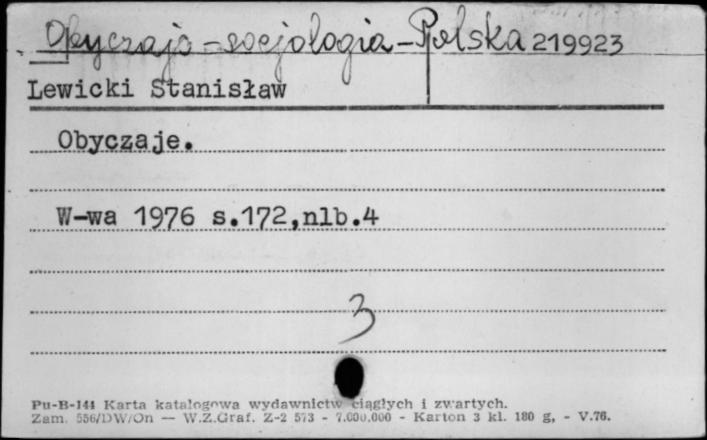 Obyczaje - socjologia - Polska 219923
Lewicki Stanisław
Obyczaje.
W-wa 1976 s.172,nlb.4
3
Pu-B-144 Karta katalogowa wydawnictw ciągłych i zwartych.
Zam. 556/DW/On — W.Z.Graf. Z-2 573 - 7.000.000 - Karton 3 kl. 180 g, - V.76.